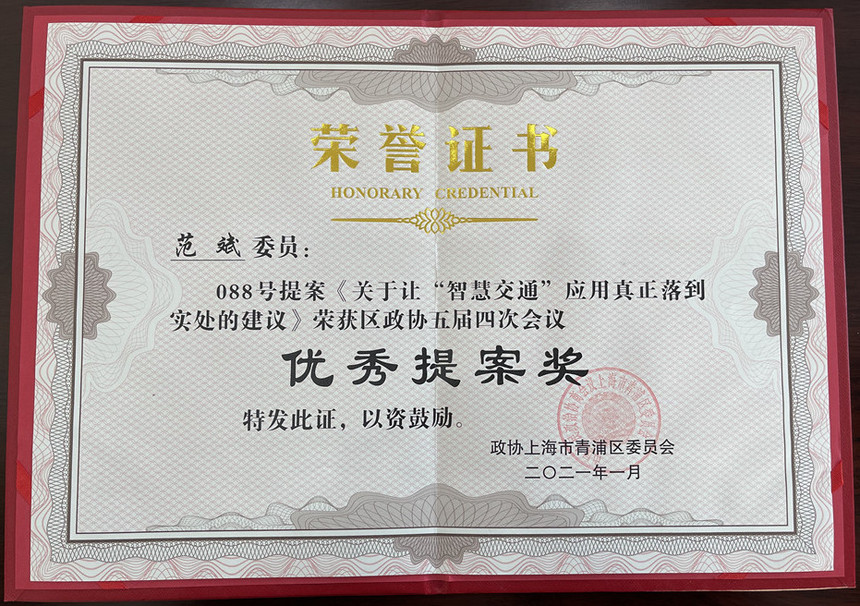 荣誉证书
HONORARY CREDENTIAL
范 斌 委员：
088号提案《关于让“智慧交通”应用真正落到
实处的建议》荣获区政协五届四次会议
优秀提案奖
特发此证，以资鼓励。
政协上海市青浦区委员会
二〇二一年一月